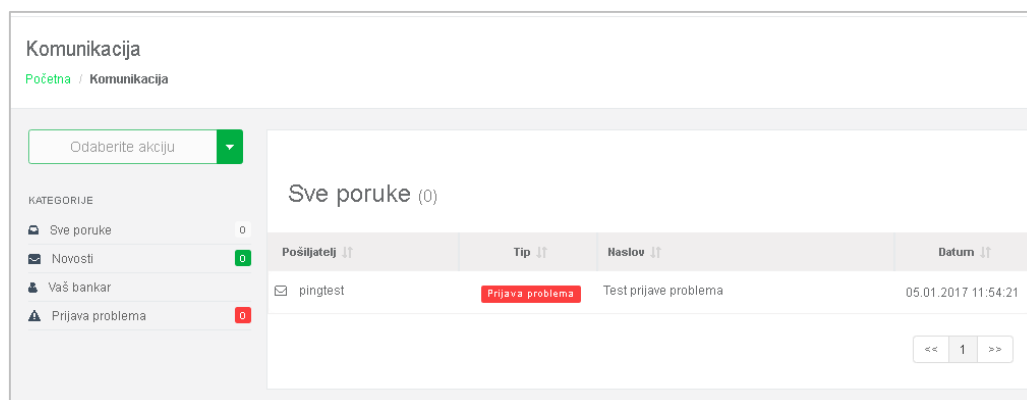 Komunikacija
Početna / Komunikacija
Odaberite akciju
KATEGORIJE
Sve poruke 0
Novosti 0
Vaš bankar
Prijava problema 0
Sve poruke (0)
Pošiljatelj Tip Naslov Datum
pingtest Prijava problema Test prijave problema 05.01.2017 11:54:21
<< 1 >>